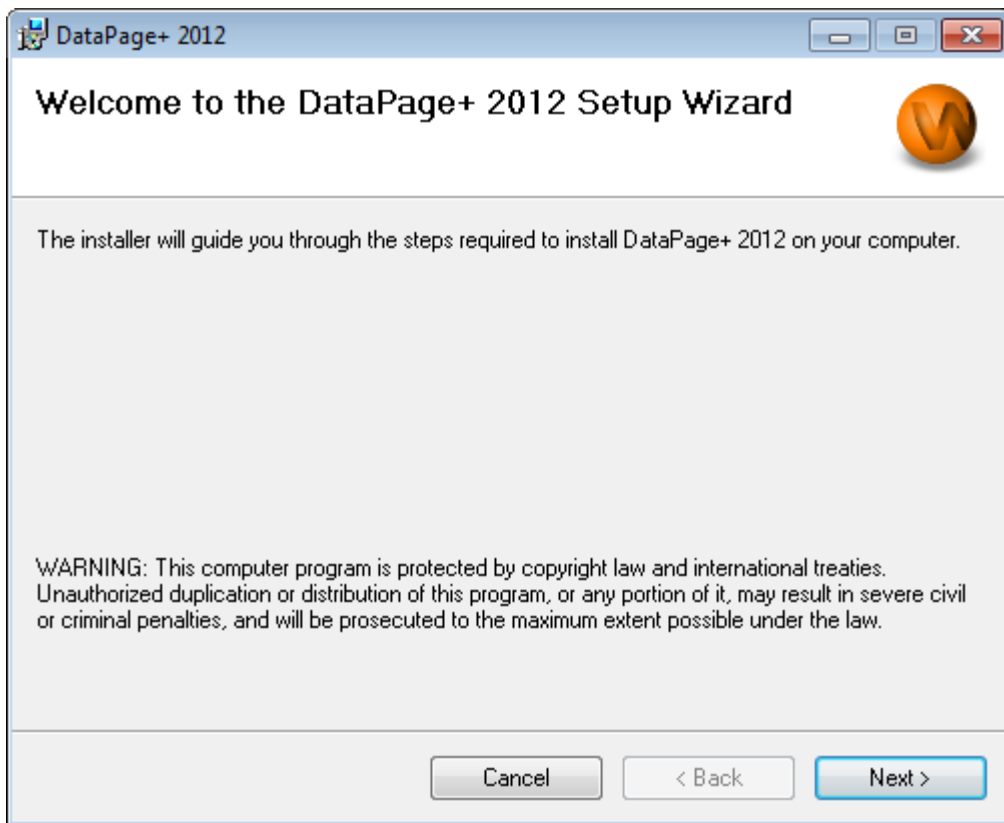 DataPage+ 2012
Welcome to the DataPage+ 2012 Setup Wizard
W
The installer will guide you through the steps required to install DataPage+ 2012 on your computer.
WARNING: This computer program is protected by copyright law and international treaties.
Unauthorized duplication or distribution of this program, or any portion of it, may result in severe civil
or criminal penalties, and will be prosecuted to the maximum extent possible under the law.
Cancel
< Back
Next >